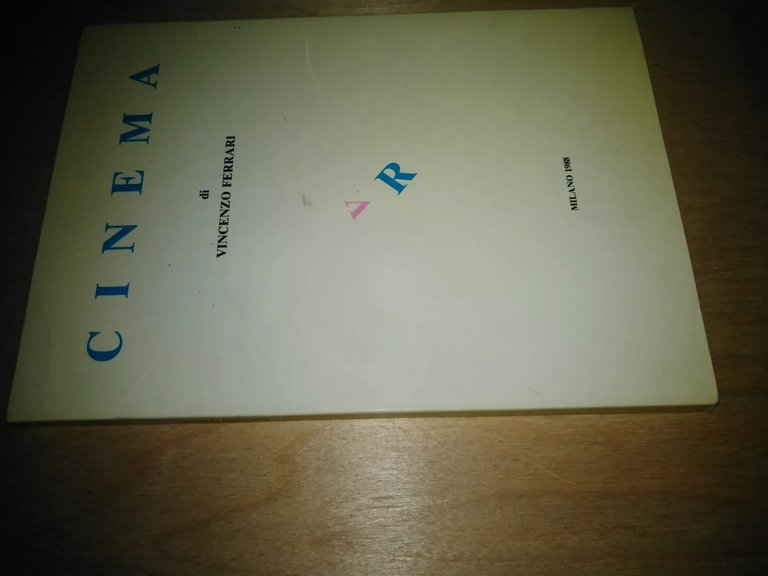 CINEMA
di
VINCENZO FERRARI
V
R
MILANO 1988